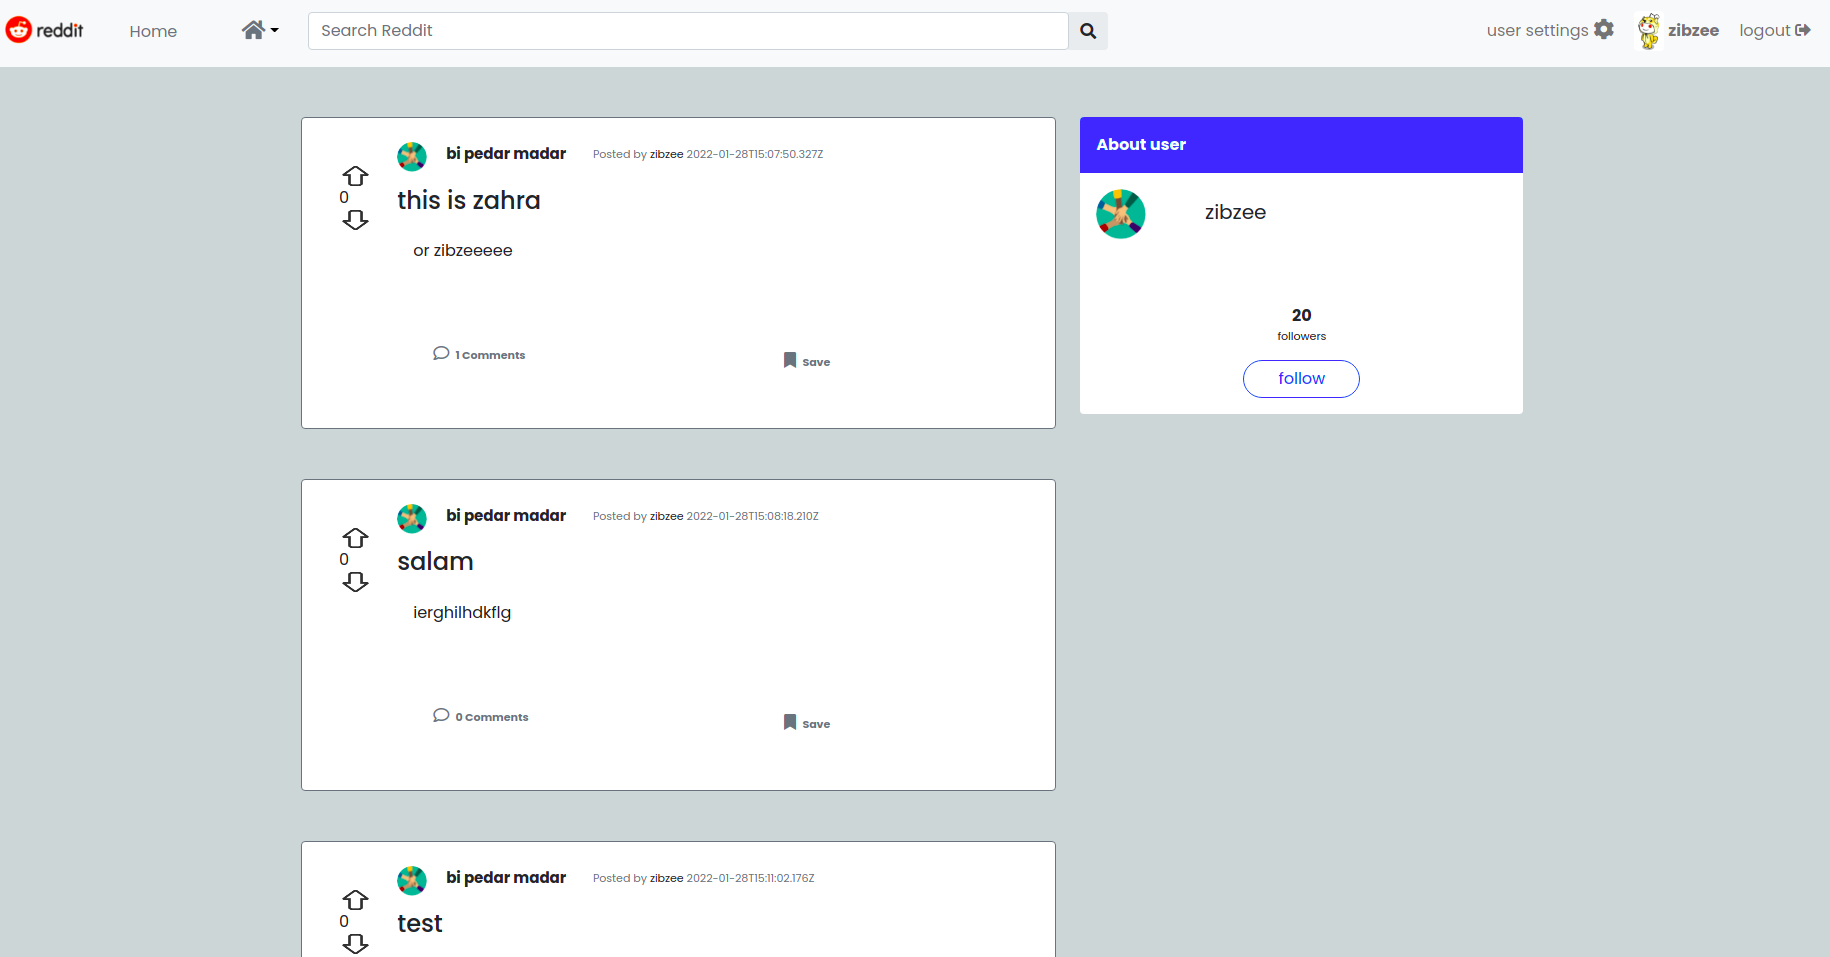 reddit
Home
Search Reddit
user settings
zibzee
logout
bi pedar madar Posted by zibzee 2022-01-28T15:07:50.327Z
0
this is zahra
or zibzeeeee
1 Comments
Save
About user
zibzee
20
followers
follow
bi pedar madar Posted by zibzee 2022-01-28T15:08:18.210Z
0
salam
ierghilhdkflg
0 Comments
Save
bi pedar madar Posted by zibzee 2022-01-28T15:11:02.176Z
0
test